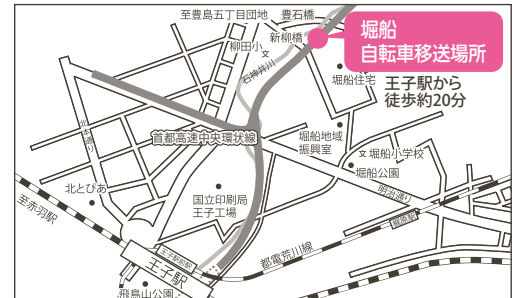 至豊島五丁目団地
豊石橋
新柳橋
柳田小
石神井川
堀船
自転車移送場所
王子駅から
徒歩約20分
堀船住宅
北本通り
首都高速中央環状線
堀船地域
振興室
堀船小学校
堀船公園
明治通り
北とぴあ
国立印刷局
王子工場
至赤羽駅
王子駅前駅
王子駅
都電荒川線
飛鳥山公園